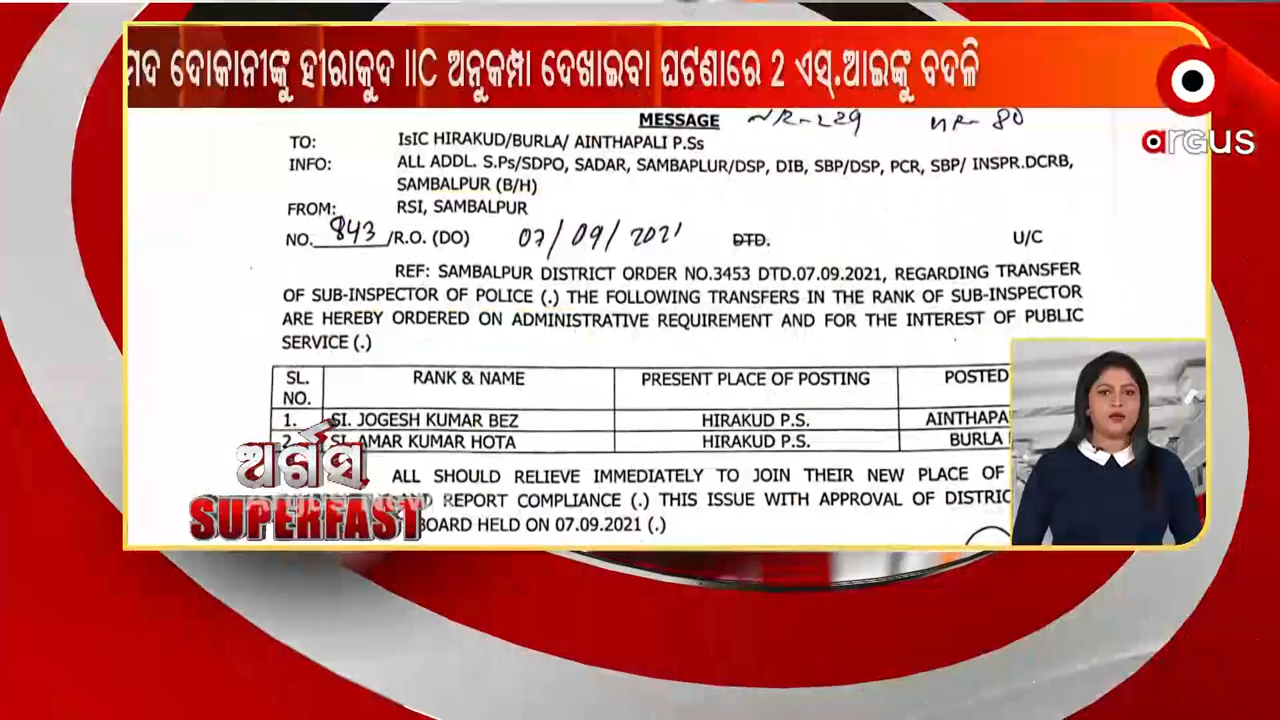 ମଦ ଦୋକାନୀଙ୍କୁ ହୀରାକୁଦ IIC ଅନୁକମ୍ପା ଦେଖାଇବା ଘଟଣାରେ 2 ଏସ୍.ଆଇଙ୍କୁ ବଦଳି
argus
MESSAGE
TO: IsIC HIRAKUD/BURLA/ AINTHAPALI P.Ss
INFO: ALL ADDL. S.Ps/SDPO, SADAR, SAMBAPLUR/DSP, DIB, SBP/DSP, PCR, SBP/ INSPR.DCRB,
SAMBALPUR (B/H)
FROM: RSI, SAMBALPUR
NO. 843 /R.O. (DO) 07/09/2021 DTD. U/C
REF: SAMBALPUR DISTRICT ORDER NO.3453 DTD.07.09.2021, REGARDING TRANSFER
OF SUB-INSPECTOR OF POLICE (.) THE FOLLOWING TRANSFERS IN THE RANK OF SUB-INSPECTOR
ARE HEREBY ORDERED ON ADMINISTRATIVE REQUIREMENT AND FOR THE INTEREST OF PUBLIC
SERVICE (.)
SL. NO. RANK & NAME PRESENT PLACE OF POSTING POSTED
1. SI. JOGESH KUMAR BEZ HIRAKUD P.S. AINTHAPA
2 SI. AMAR KUMAR HOTA HIRAKUD P.S. BURLA
ALL SHOULD RELIEVE IMMEDIATELY TO JOIN THEIR NEW PLACE OF
REPORT COMPLIANCE (.) THIS ISSUE WITH APPROVAL OF DISTRIC
BOARD HELD ON 07.09.2021 (.)
ଅର୍ଗସ
SUPERFAST